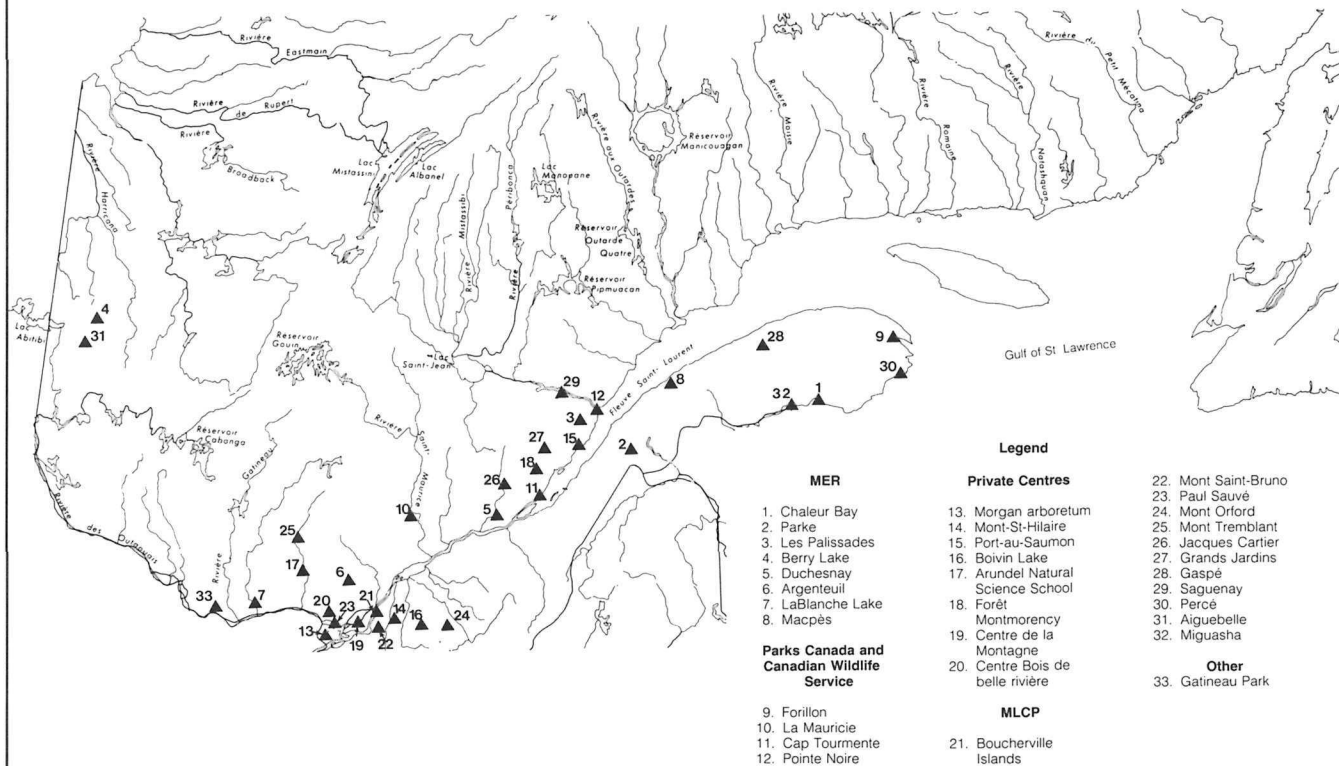 Rivière
Eastmain
Rivière
de Rupert
Rivière
Broadback
Rivière
Harricana
Lac
Mistassini
Lac
Albanel
Rivière
Mistassibi
Rivière
Péribonca
Lac
Manopane
Rivière aux Outardes
Réservoir
Manicouagan
Réservoir
Outarde
Quatre
Réservoir
Pipmuacan
Rivière
Moisie
Rivière
Romaine
Rivière
Natashquan
Rivière
du
Petit Mécatina
4
31
Lac
Abitibi
Réservoir
Gouin
Lac
Saint-Jean
Rivière
Saint-
Mauricie
Réservoir
Cabonga
Rivière
Gatineau
Rivière
des
Outaouais
Fleuve Saint-Laurent
Gulf of St Lawrence
28
9
30
8
32
1
29
12
3
15
2
27
18
11
26
5
10
25
17
6
33
7
20
23
21
14
16
24
13
19
22
Legend
MER
1. Chaleur Bay
2. Parke
3. Les Palissades
4. Berry Lake
5. Duchesnay
6. Argenteuil
7. LaBlanche Lake
8. Macpès
Parks Canada and
Canadian Wildlife
Service
9. Forillon
10. La Mauricie
11. Cap Tourmente
12. Pointe Noire
Private Centres
13. Morgan arboretum
14. Mont-St-Hilaire
15. Port-au-Saumon
16. Boivin Lake
17. Arundel Natural
Science School
18. Forêt
Montmorency
19. Centre de la
Montagne
20. Centre Bois de
belle rivière
MLCP
21. Boucherville
Islands
22. Mont Saint-Bruno
23. Paul Sauvé
24. Mont Orford
25. Mont Tremblant
26. Jacques Cartier
27. Grands Jardins
28. Gaspé
29. Saguenay
30. Percé
31. Aiguebelle
32. Miguasha
Other
33. Gatineau Park